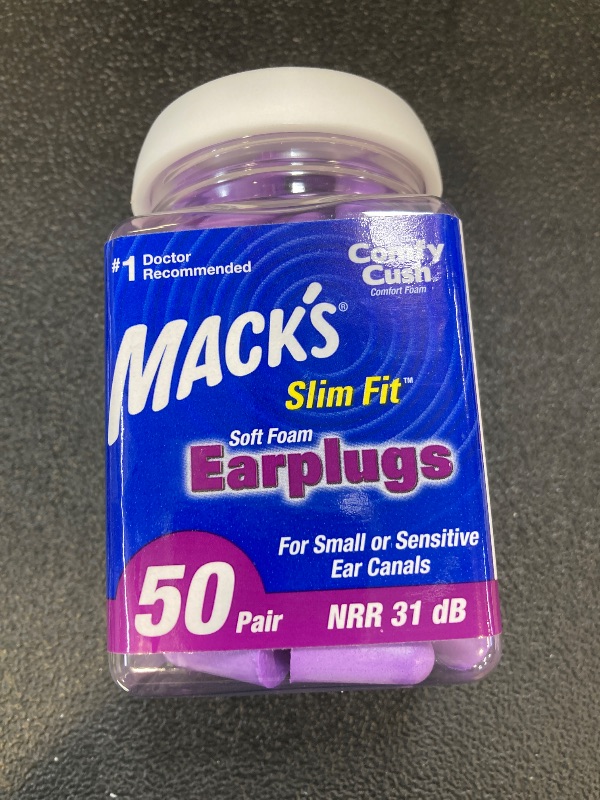 #1 Doctor
Recommended
Comfy
Cush
Comfort Foam
MACK'S®
Slim Fit™
Soft Foam
Earplugs
For Small or Sensitive
Ear Canals
50 Pair
NRR 31 dB